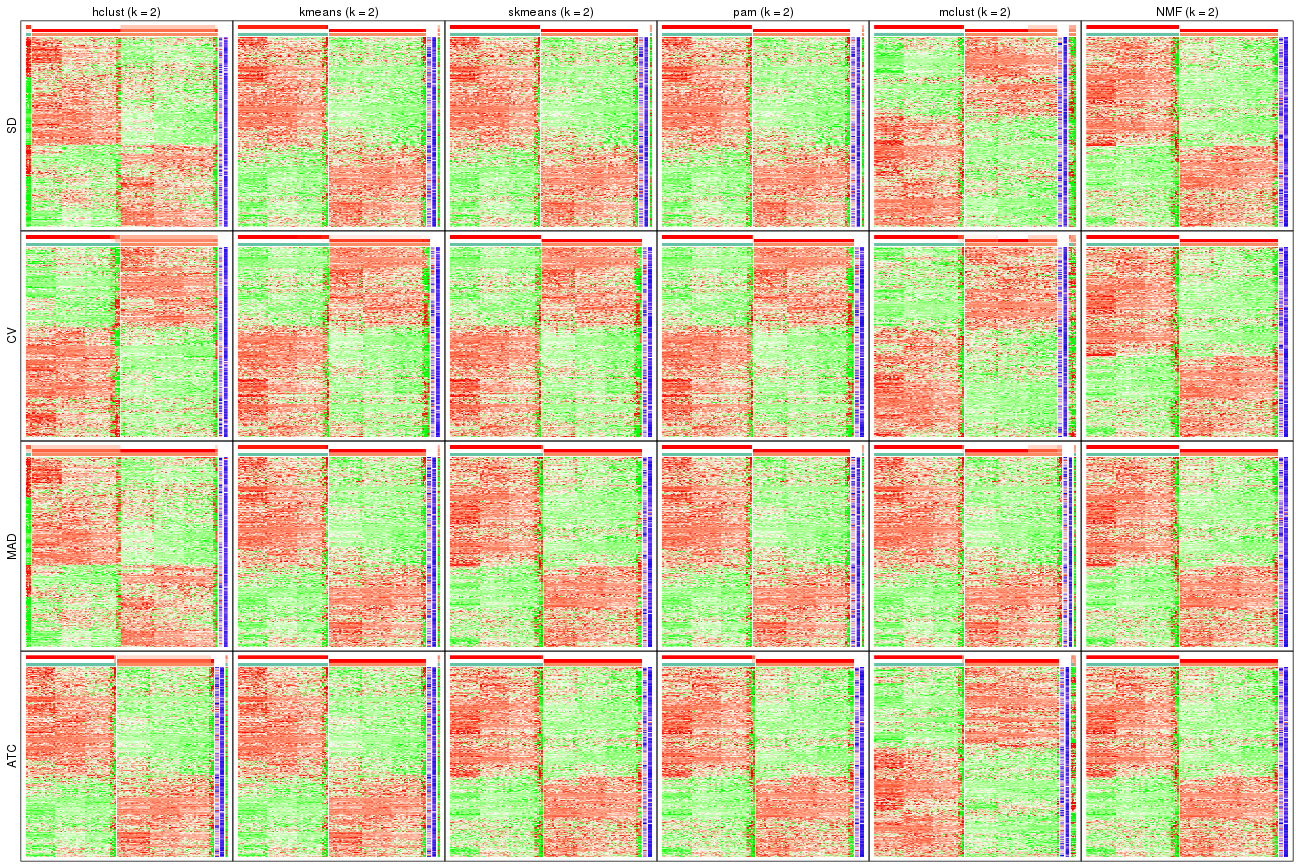 hclust (k = 2)
kmeans (k = 2)
skmeans (k = 2)
pam (k = 2)
mclust (k = 2)
NMF (k = 2)
SD
CV
MAD
ATC